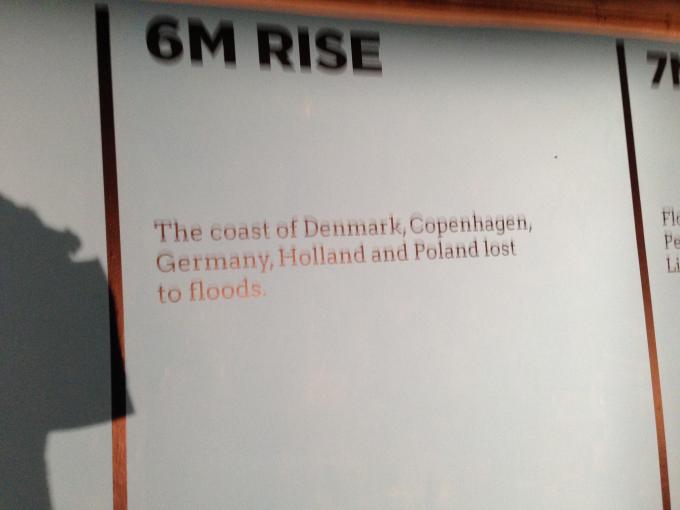 6M RISE
The coast of Denmark, Copenhagen,
Germany, Holland and Poland lost
to floods.